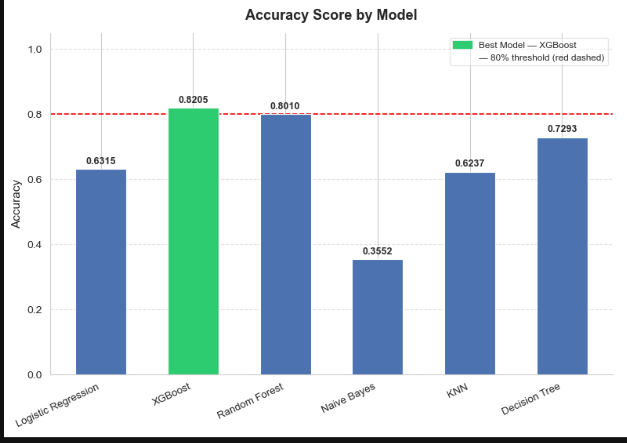 Accuracy Score by Model
Best Model — XGBoost
— 80% threshold (red dashed)
Accuracy
1.0
0.8
0.6
0.4
0.2
0.0
0.6315
0.8205
0.8010
0.3552
0.6237
0.7293
Logistic Regression
XGBoost
Random Forest
Naive Bayes
KNN
Decision Tree